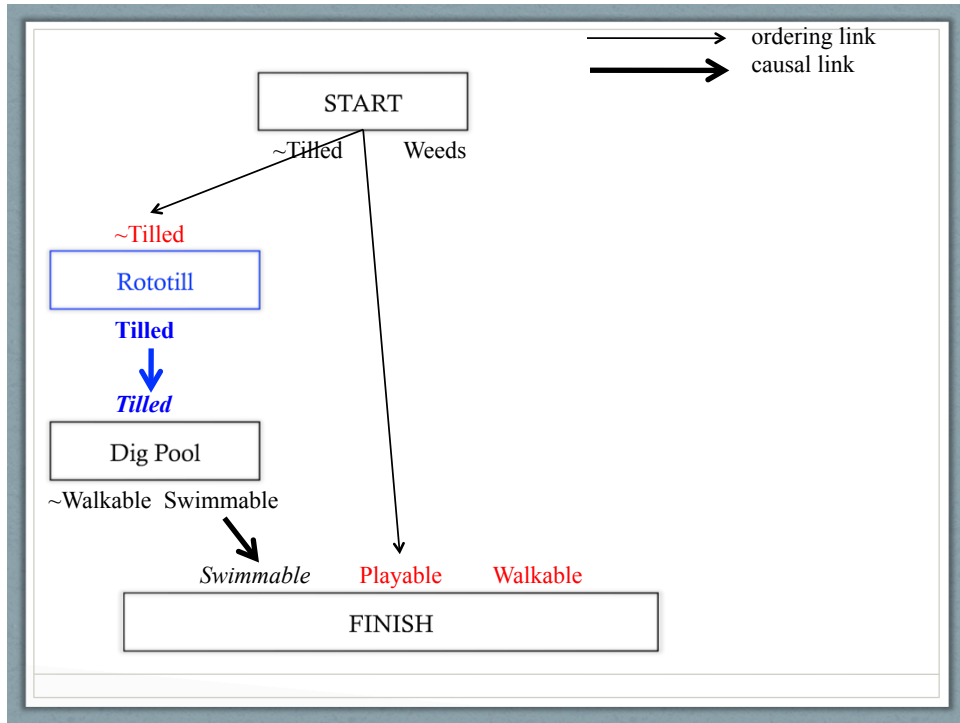 ordering link
causal link
START
~Tilled Weeds
~Tilled
Rototill
Tilled
Tilled
Dig Pool
~Walkable Swimmable
Swimmable Playable Walkable
FINISH